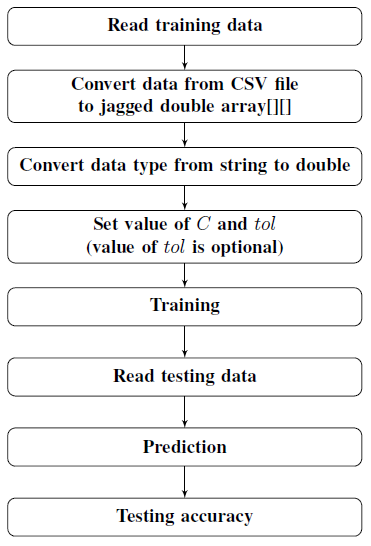 Read training data
Convert data from CSV file
to jagged double array[][]
Convert data type from string to double
Set value of C and tol
(value of tol is optional)
Training
Read testing data
Prediction
Testing accuracy